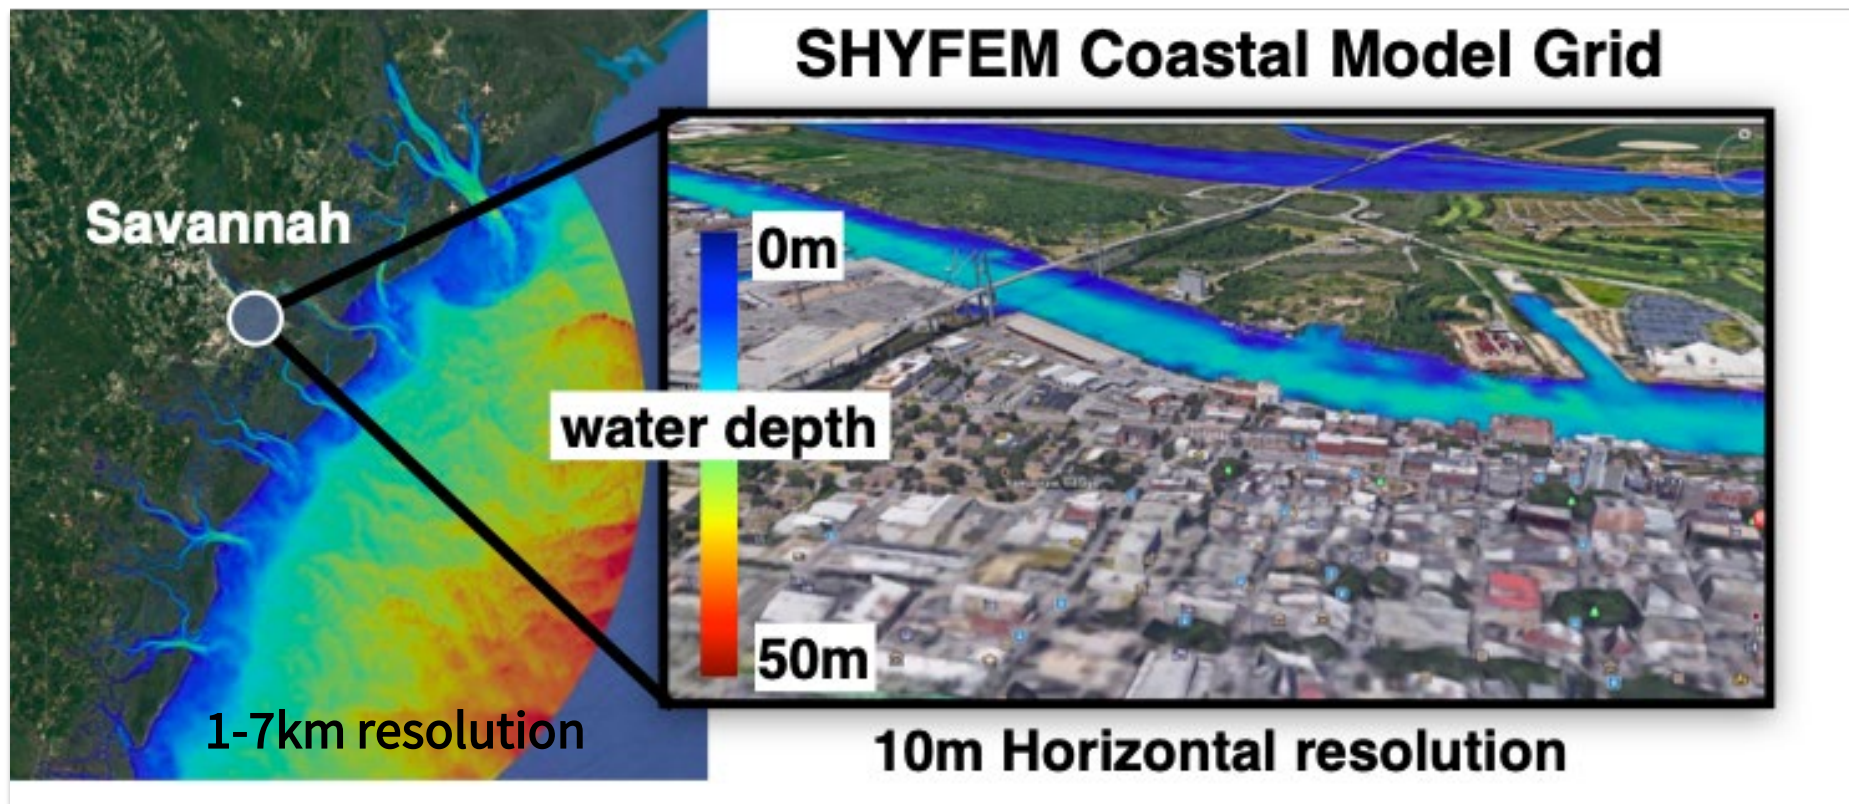 SHYFEM Coastal Model Grid
Savannah
0m
water depth
50m
1-7km resolution
10m Horizontal resolution